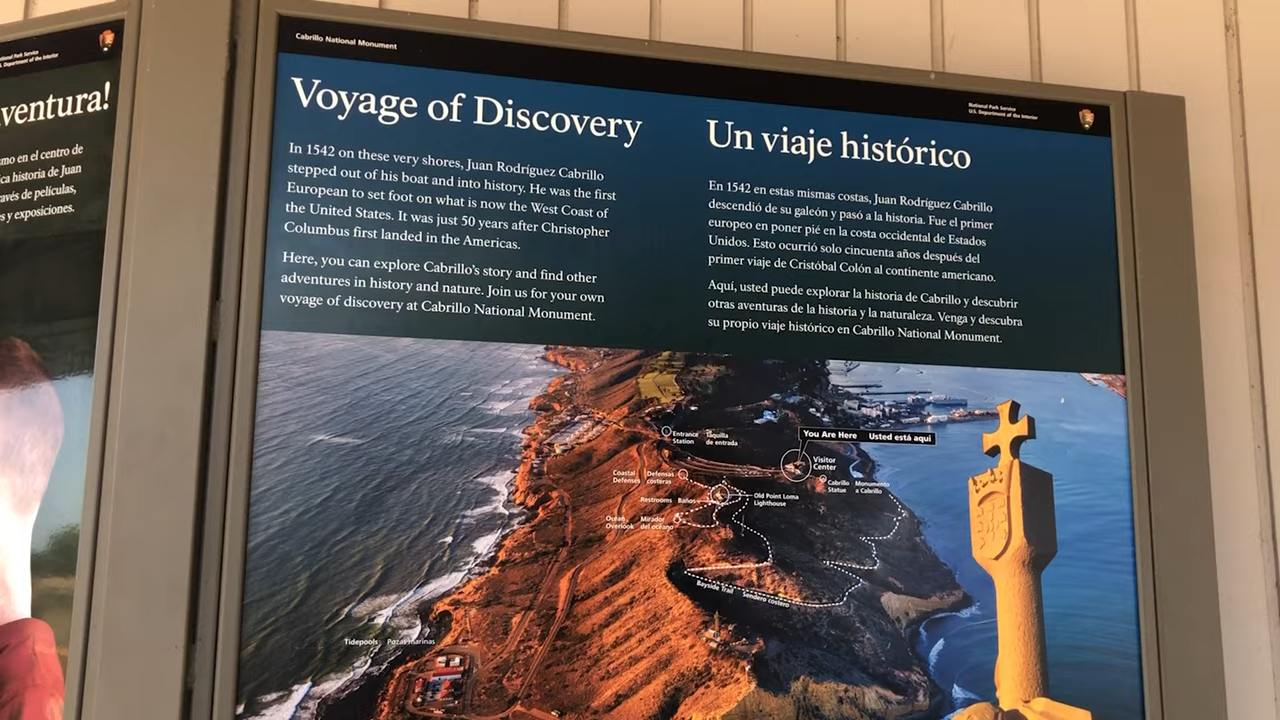 National Park Service
U.S. Department of the Interior
ventura!
mo en el centro de
ca historia de Juan
avés de películas,
s y exposiciones.
Cabrillo National Monument
National Park Service
U.S. Department of the Interior
Voyage of Discovery
In 1542 on these very shores, Juan Rodríguez Cabrillo
stepped out of his boat and into history. He was the first
European to set foot on what is now the West Coast of
the United States. It was just 50 years after Christopher
Columbus first landed in the Americas.
Here, you can explore Cabrillo's story and find other
adventures in history and nature. Join us for your own
voyage of discovery at Cabrillo National Monument.
Un viaje histórico
En 1542 en estas mismas costas, Juan Rodríguez Cabrillo
descendió de su galeón y pasó a la historia. Fue el primer
europeo en poner pié en la costa occidental de Estados
Unidos. Esto ocurrió solo cincuenta años después del
primer viaje de Cristóbal Colón al continente americano.
Aquí, usted puede explorar la historia de Cabrillo y descubrir
otras aventuras de la historia y la naturaleza. Venga y descubra
su propio viaje histórico en Cabrillo National Monument.
Entrance Station
Taquilla de entrada
You Are Here Usted está aquí
Visitor
Center
Coastal
Defenses
Defensas
costeras
Cabrillo
Statue
Monumento
a Cabrillo
Restrooms Baños
Old Point Loma
Lighthouse
Ocean
Overlook
Mirador
del océano
Bayside Trail Sendero costero
Tidepools Pozas marinas